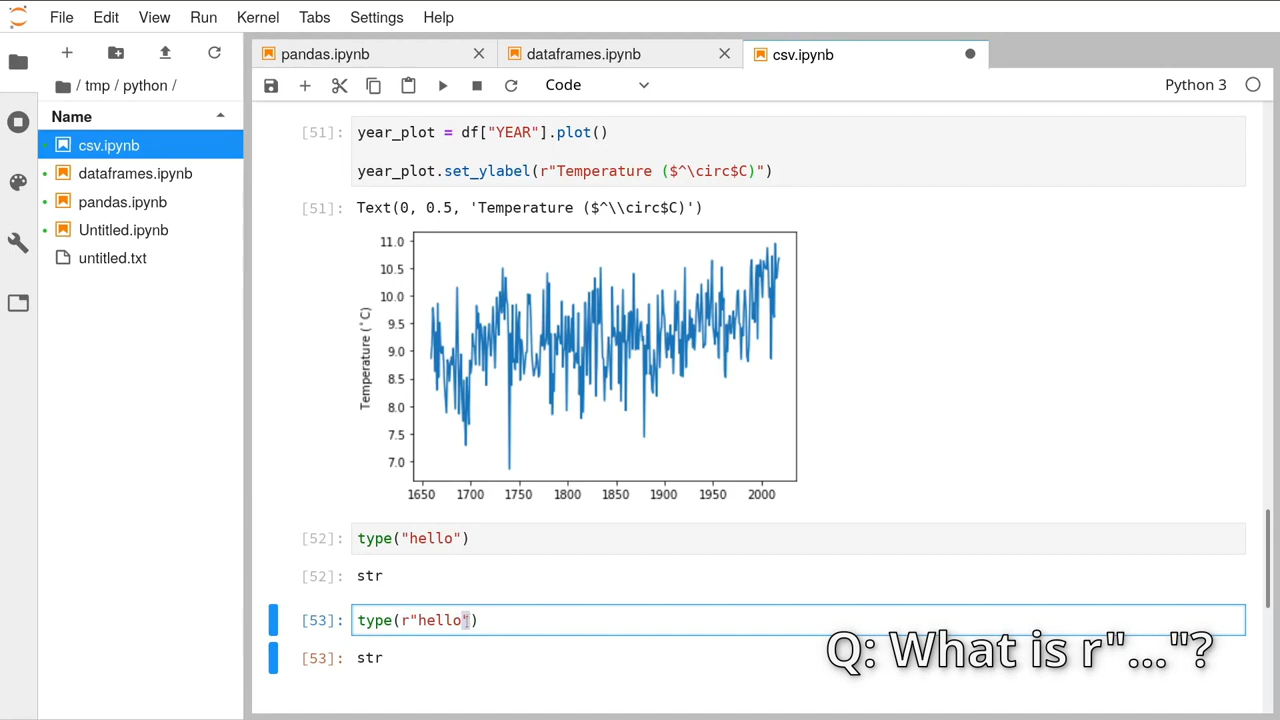 File Edit View Run Kernel Tabs Settings Help
pandas.ipynb
dataframes.ipynb
csv.ipynb
/ tmp / python /
Code
Python 3
Name
csv.ipynb
dataframes.ipynb
pandas.ipynb
Untitled.ipynb
untitled.txt
[51]: year_plot = df["YEAR"].plot()
year_plot.set_ylabel(r"Temperature ($^\circ$C)")
[51]: Text(0, 0.5, 'Temperature ($^\\circ$C)')
11.0
10.5
10.0
9.5
9.0
8.5
8.0
7.5
7.0
Temperature (°C)
1650 1700 1750 1800 1850 1900 1950 2000
[52]: type("hello")
[52]: str
[53]: type(r"hello")
[53]: str
Q: What is r"..."?